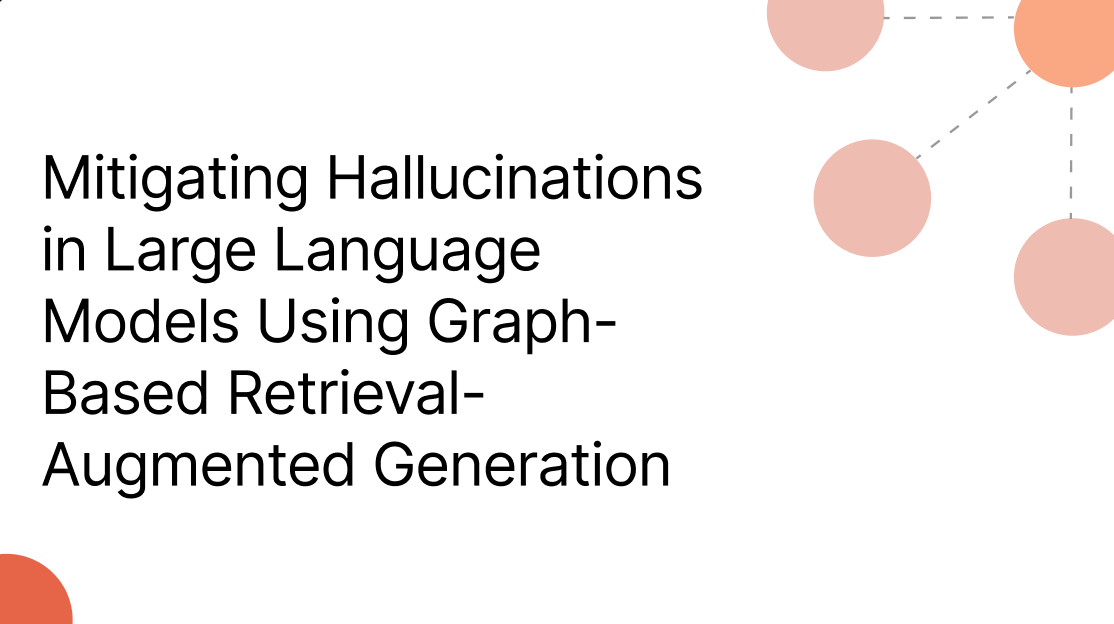 Mitigating Hallucinations
in Large Language
Models Using Graph-
Based Retrieval-
Augmented Generation